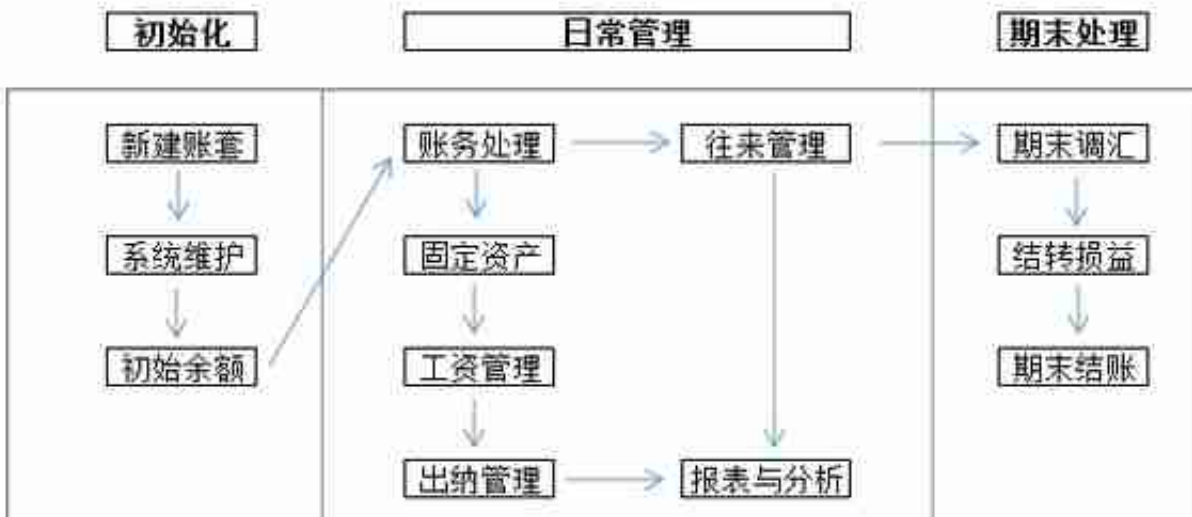 初始化
日常管理
期末处理
新建账套
账务处理
往来管理
期末调汇
系统维护
固定资产
结转损益
初始余额
工资管理
期末结账
出纳管理
报表与分析